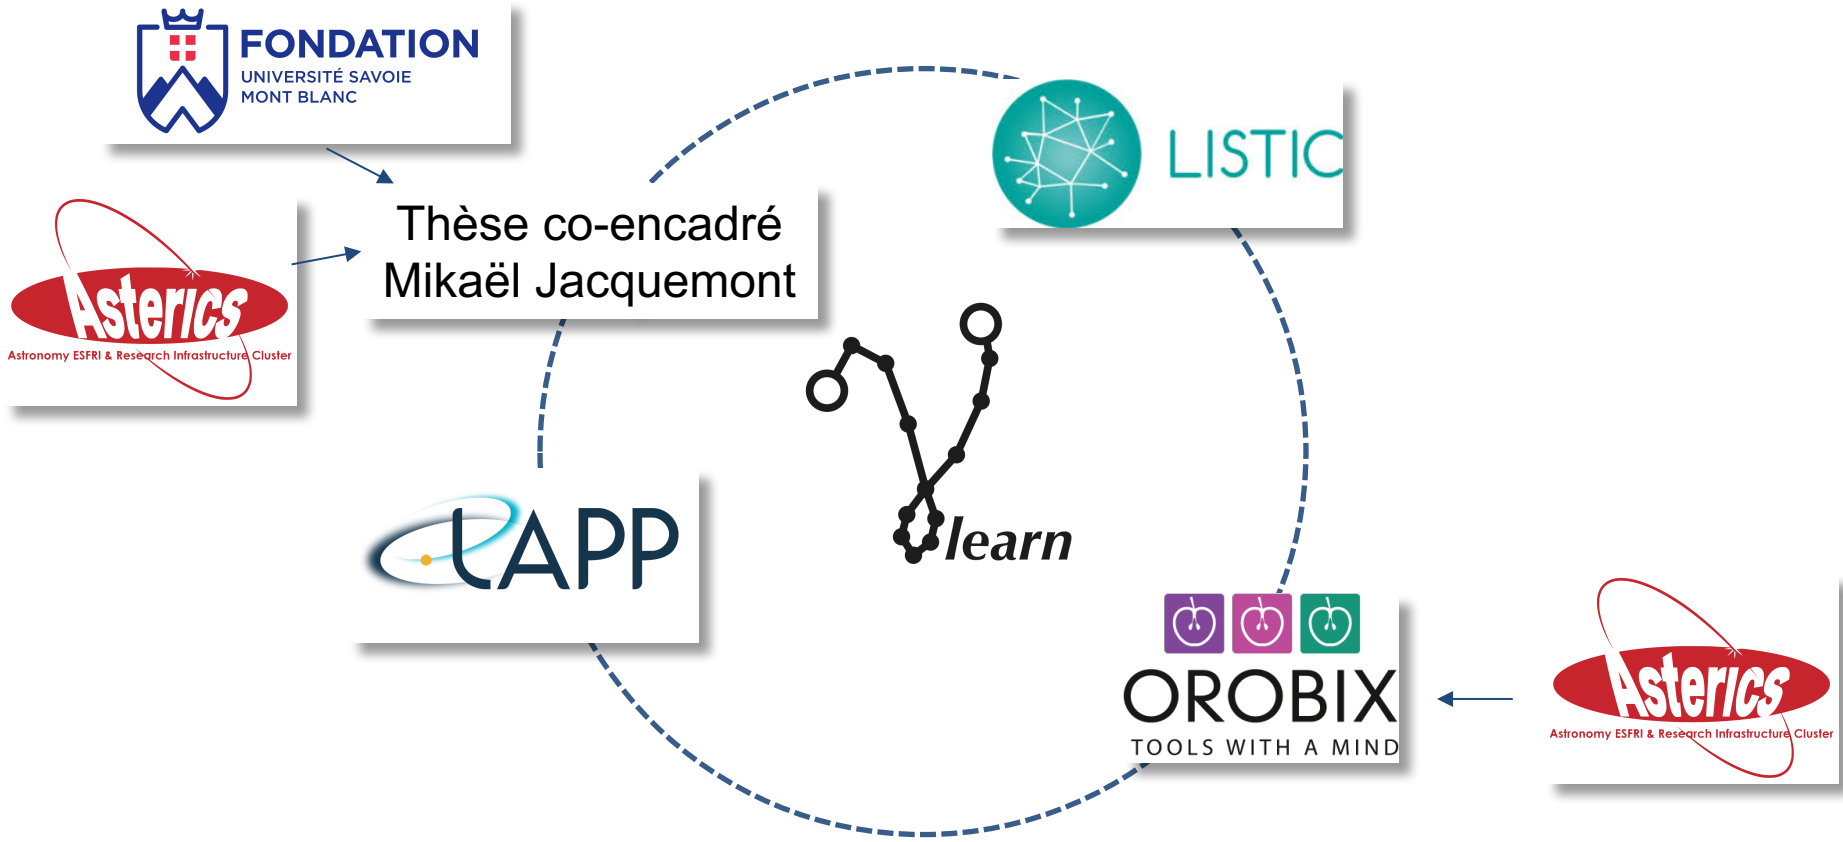 FONDATION
UNIVERSITÉ SAVOIE
MONT BLANC
LISTIC
Thèse co-encadré
Mikaël Jacquemont
Asterics
Astronomy ESFRI & Research Infrastructure Cluster
learn
LAPP
OROBIX
TOOLS WITH A MIND
Asterics
Astronomy ESFRI & Research Infrastructure Cluster